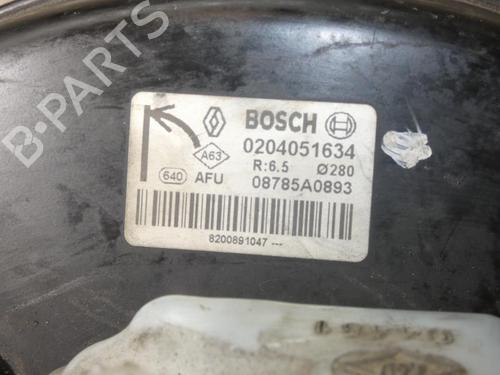 BOSCH
A63
0204051634
R:6.5 Ø280
640 AFU 08785A0893
8200891047 ---
B-PARTS